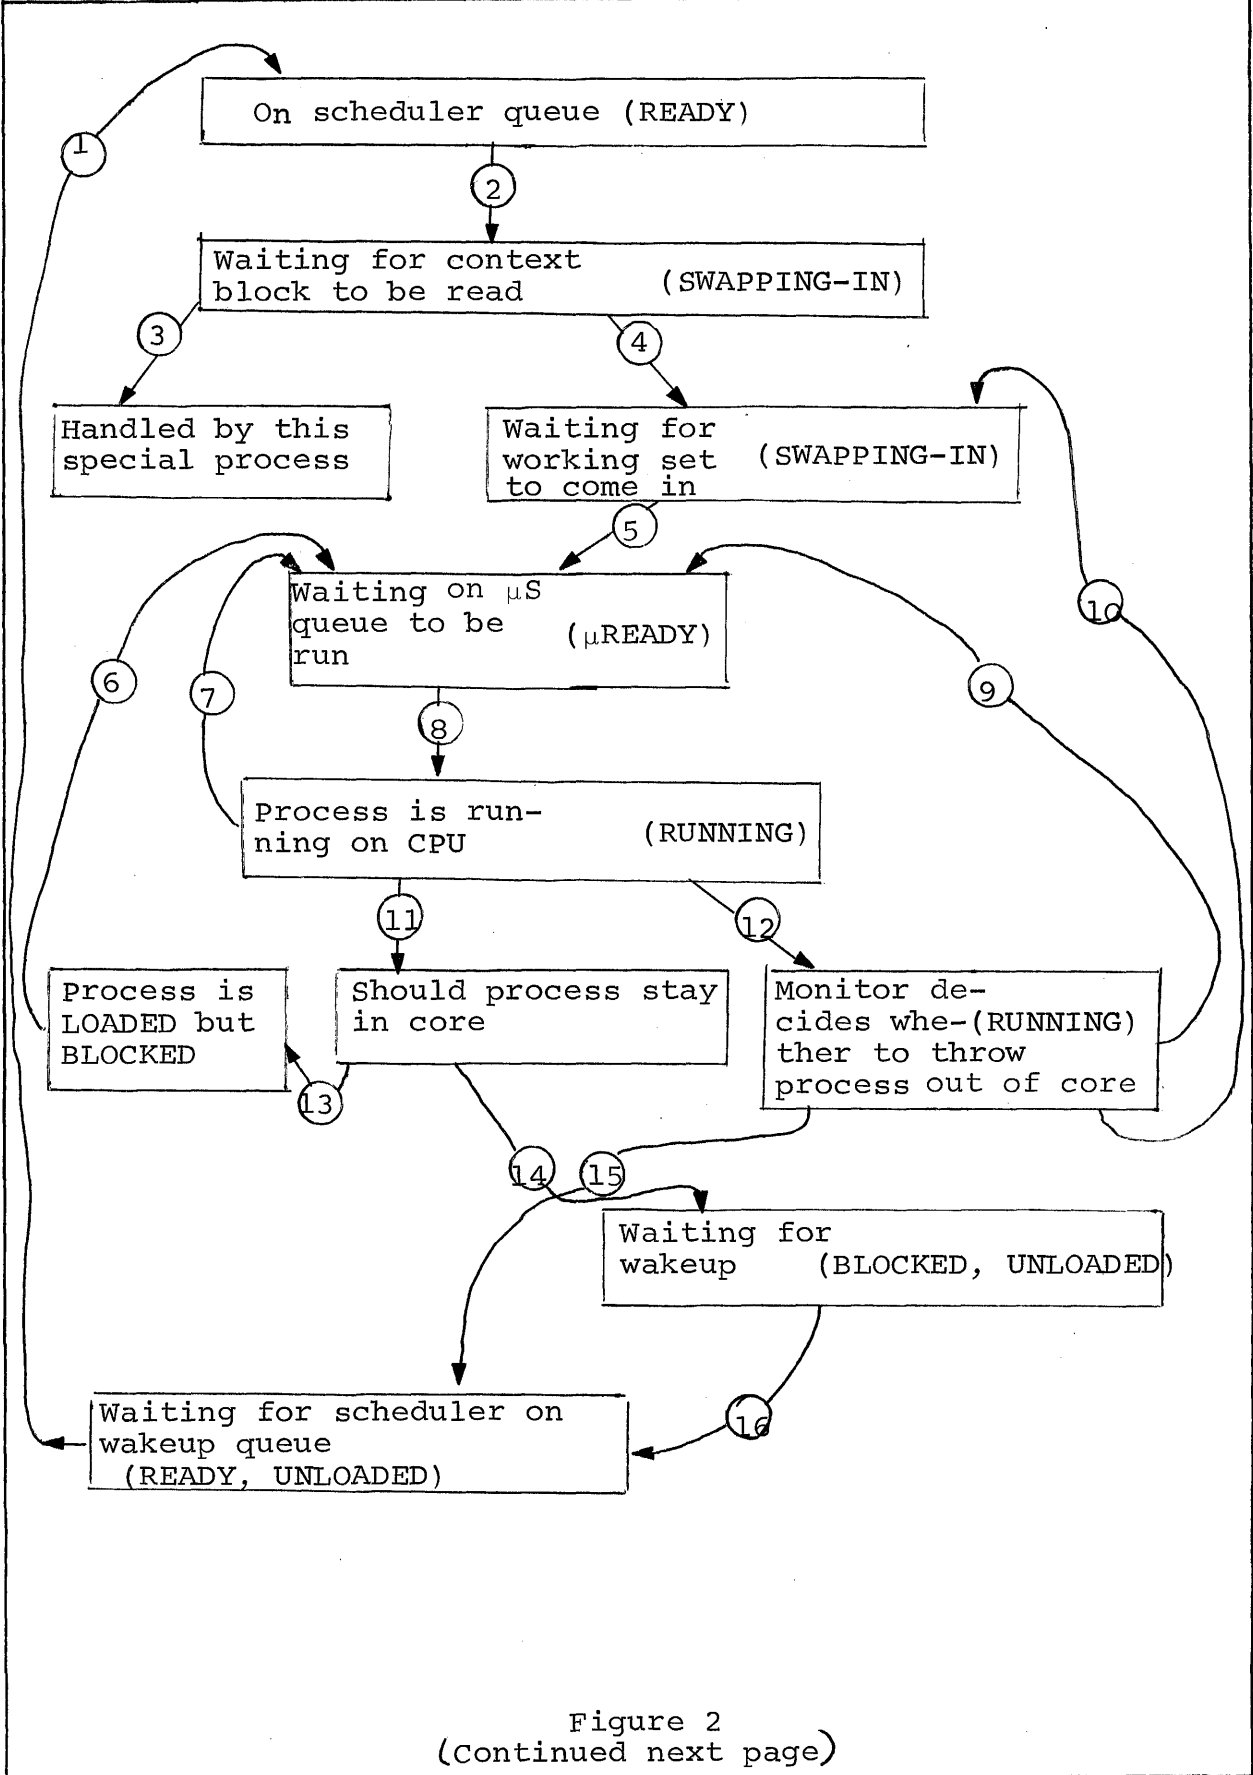 1
On scheduler queue (READY)
2
Waiting for context
block to be read (SWAPPING-IN)
3
4
Handled by this
special process
Waiting for
working set (SWAPPING-IN)
to come in
5
Waiting on μS
queue to be (μREADY)
run
6
7
8
9
10
Process is run-
ning on CPU (RUNNING)
11
12
Process is
LOADED but
BLOCKED
Should process stay
in core
Monitor de-
cides whe-(RUNNING)
ther to throw
process out of core
13
14
15
Waiting for
wakeup (BLOCKED, UNLOADED)
16
Waiting for scheduler on
wakeup queue
(READY, UNLOADED)
Figure 2
(Continued next page)